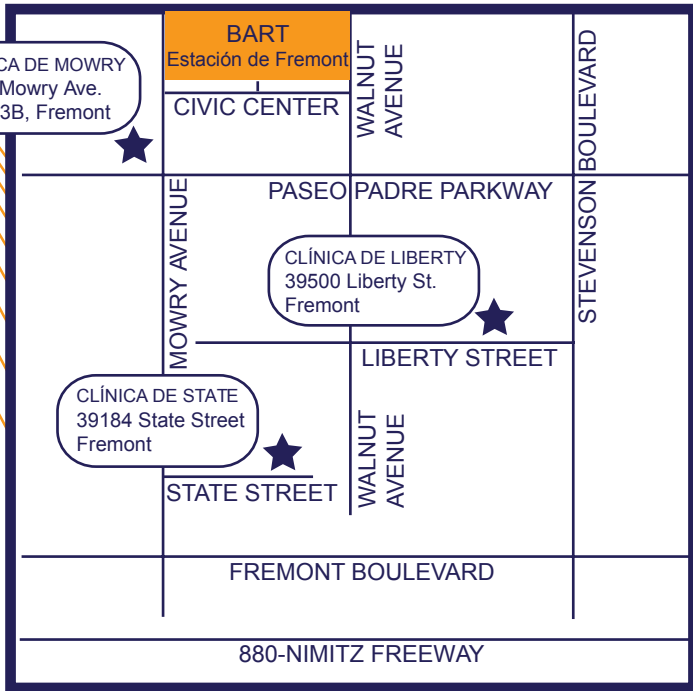 BART
Estación de Fremont
CIVIC CENTER
WALNUT
AVENUE
STEVENSON BOULEVARD
DE MOWRY
Mowry Ave.
3B, Fremont
PASEO PADRE PARKWAY
MOWRY AVENUE
CLÍNICA DE LIBERTY
39500 Liberty St.
Fremont
LIBERTY STREET
CLÍNICA DE STATE
39184 State Street
Fremont
WALNUT
AVENUE
STATE STREET
FREMONT BOULEVARD
880-NIMITZ FREEWAY